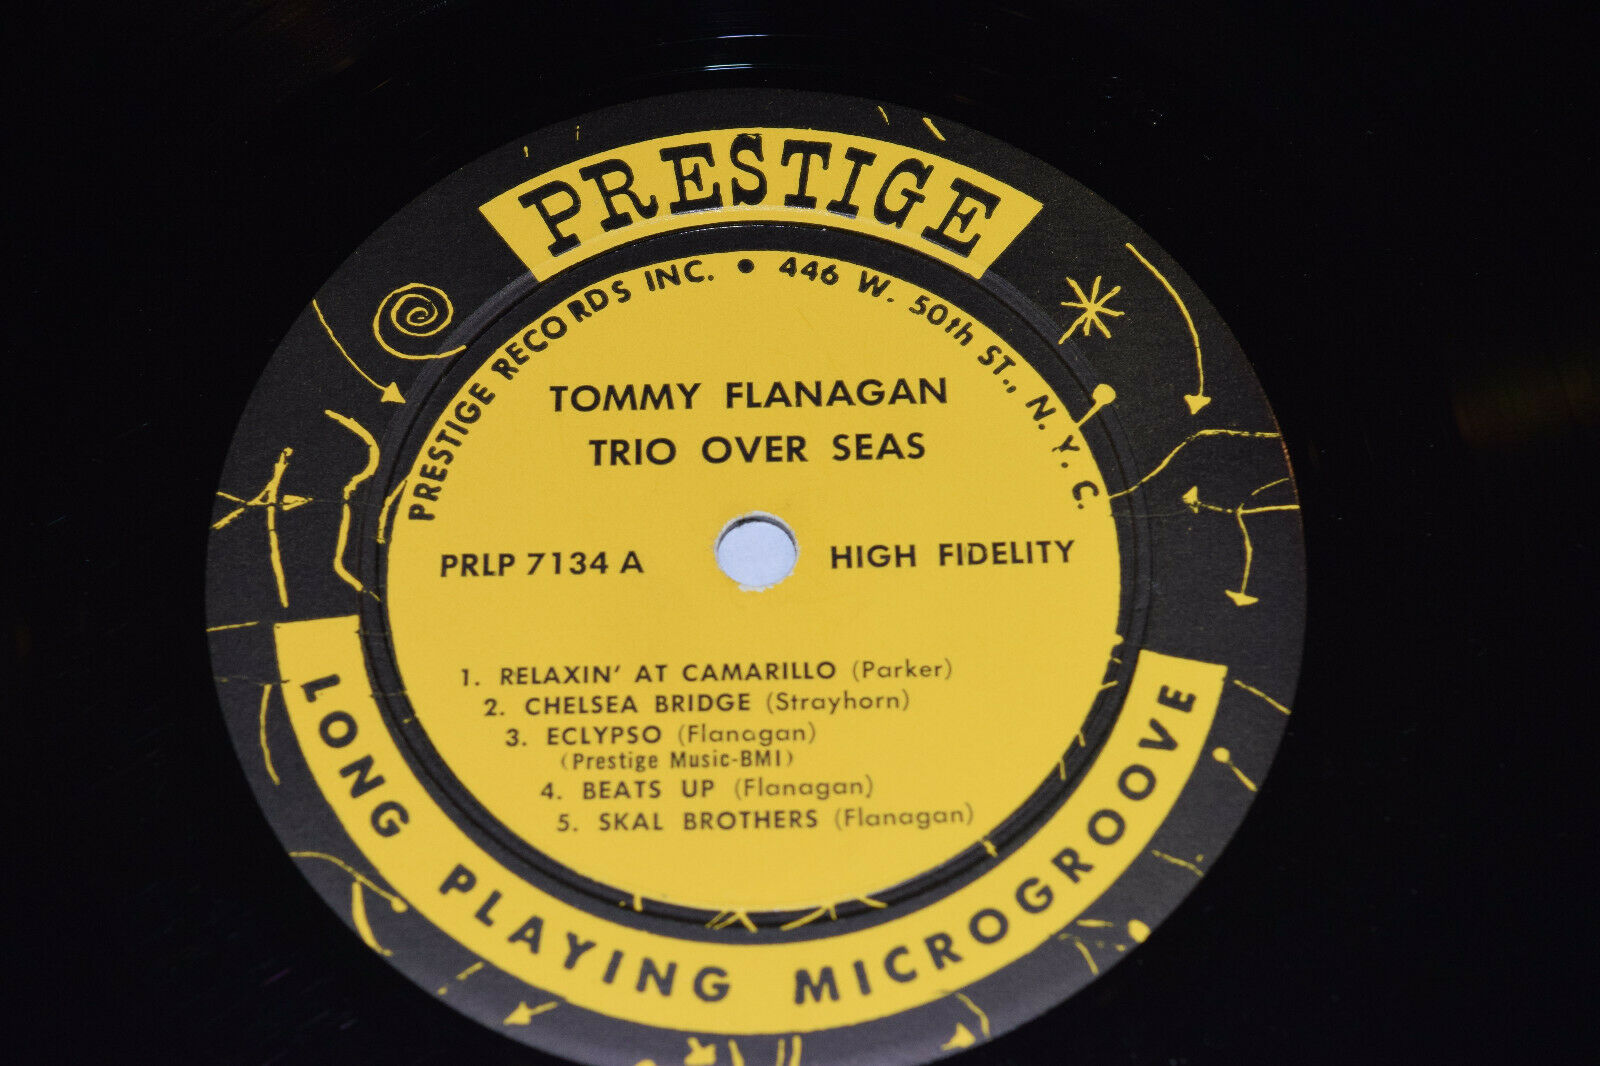 PRESTIGE
PRESTIGE RECORDS INC. • 446 W. 50th ST., N.Y.C.
TOMMY FLANAGAN
TRIO OVER SEAS
PRLP 7134 A
HIGH FIDELITY
1. RELAXIN' AT CAMARILLO (Parker)
2. CHELSEA BRIDGE (Strayhorn)
3. ECLYPSO (Flanagan)
(Prestige Music-BMI)
4. BEATS UP (Flanagan)
5. SKAL BROTHERS (Flanagan)
LONG PLAYING MICROGROOVE